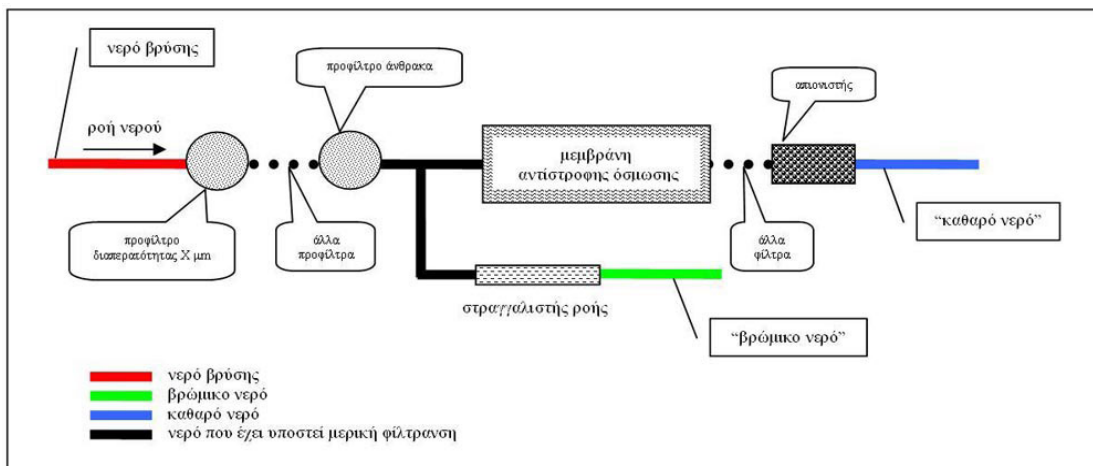 νερό βρύσης
προφίλτρο
άνθρακα
απιονιστής
ροή νερού
μεμβράνη
αντίστροφης όσμωσης
προφίλτρο
διαπερατότητας X μm
άλλα
προφίλτρα
άλλα
φίλτρα
“καθαρό νερό”
στραγγαλιστής ροής
“βρώμικο νερό”
νερό βρύσης
βρώμικο νερό
καθαρό νερό
νερό που έχει υποστεί μερική φίλτρανση